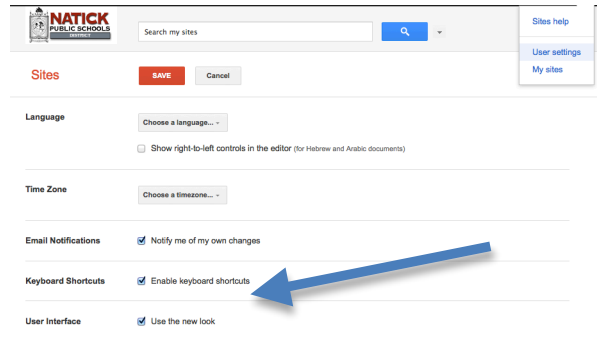 NATICK
PUBLIC SCHOOLS
DISTRICT
Search my sites
Sites help
User settings
My sites
Sites
SAVE Cancel
Language
Choose a language...
Show right-to-left controls in the editor (for Hebrew and Arabic documents)
Time Zone
Choose a timezone...
Email Notifications Notify me of my own changes
Keyboard Shortcuts Enable keyboard shortcuts
User Interface Use the new look